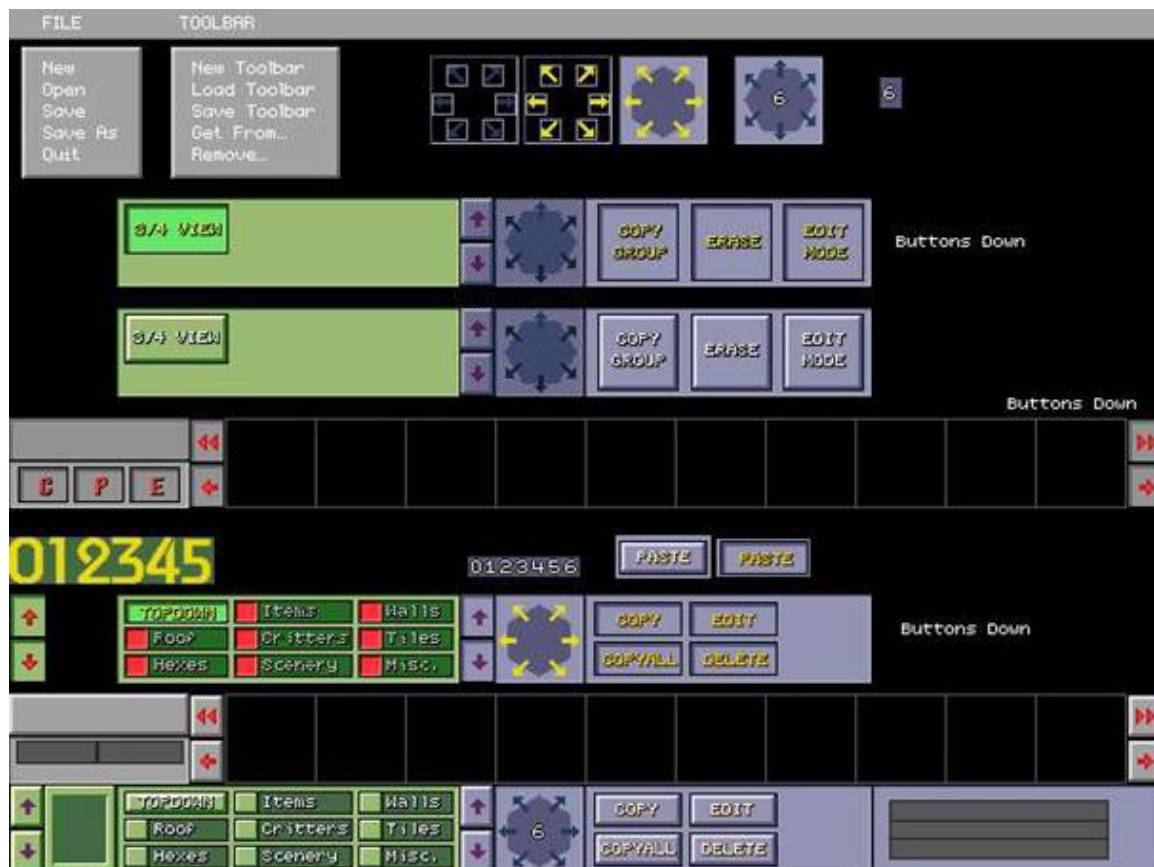 FILE TOOLBAR
New
Open
Save
Save As
Quit
New Toolbar
Load Toolbar
Save Toolbar
Get From...
Remove...
6
6
3/4 VIEW
COPY GROUP
ERASE
EDIT MODE
Buttons Down
3/4 VIEW
COPY GROUP
ERASE
EDIT MODE
Buttons Down
C P E
012345
0123456
PASTE PASTE
TOPDOWN Items Walls
Roof Critters Tiles
Hexes Scenery Misc.
COPY EDIT
COPYALL DELETE
Buttons Down
TOPDOWN Items Walls
Roof Critters Tiles
Hexes Scenery Misc.
6
COPY EDIT
COPYALL DELETE